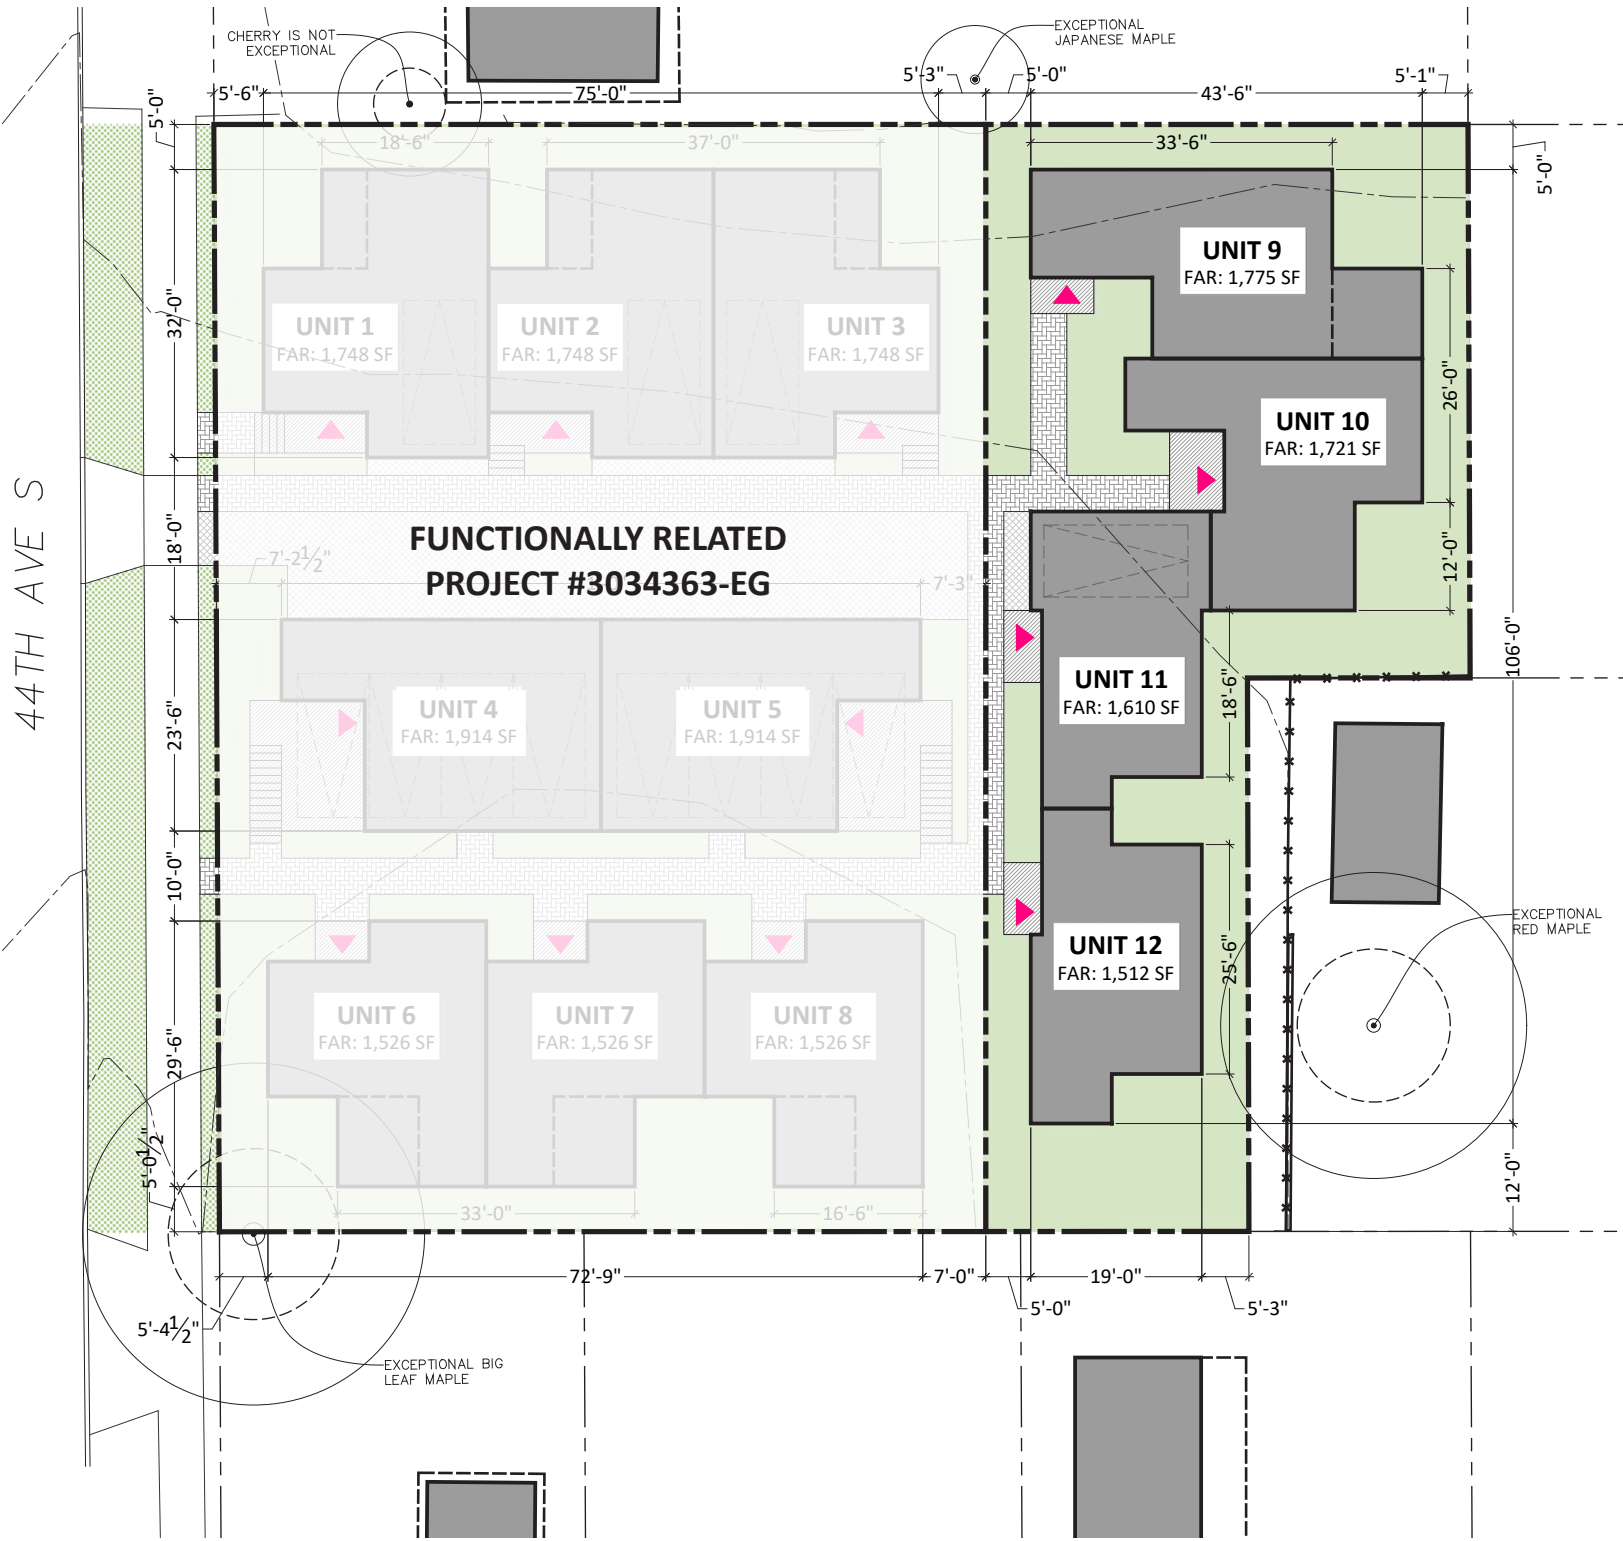 CHERRY IS NOT
EXCEPTIONAL
EXCEPTIONAL
JAPANESE MAPLE
5'-0"
5'-6"
75'-0"
5'-3"
5'-0"
43'-6"
5'-1"
18'-6"
37'-0"
33'-6"
5'-0"
32'-0"
UNIT 1
FAR: 1,748 SF
UNIT 2
FAR: 1,748 SF
UNIT 3
FAR: 1,748 SF
UNIT 9
FAR: 1,775 SF
UNIT 10
FAR: 1,721 SF
26'-0"
44TH AVE S
18'-0"
7'-2½"
FUNCTIONALLY RELATED
PROJECT #3034363-EG
7'-3"
12'-0"
106'-0"
23'-6"
UNIT 4
FAR: 1,914 SF
UNIT 5
FAR: 1,914 SF
UNIT 11
FAR: 1,610 SF
18'-6"
10'-0"
EXCEPTIONAL
RED MAPLE
29'-6"
UNIT 6
FAR: 1,526 SF
UNIT 7
FAR: 1,526 SF
UNIT 8
FAR: 1,526 SF
UNIT 12
FAR: 1,512 SF
25'-6"
5'-0½"
33'-0"
16'-6"
12'-0"
5'-4½"
72'-9"
7'-0"
5'-0"
19'-0"
5'-3"
EXCEPTIONAL BIG
LEAF MAPLE